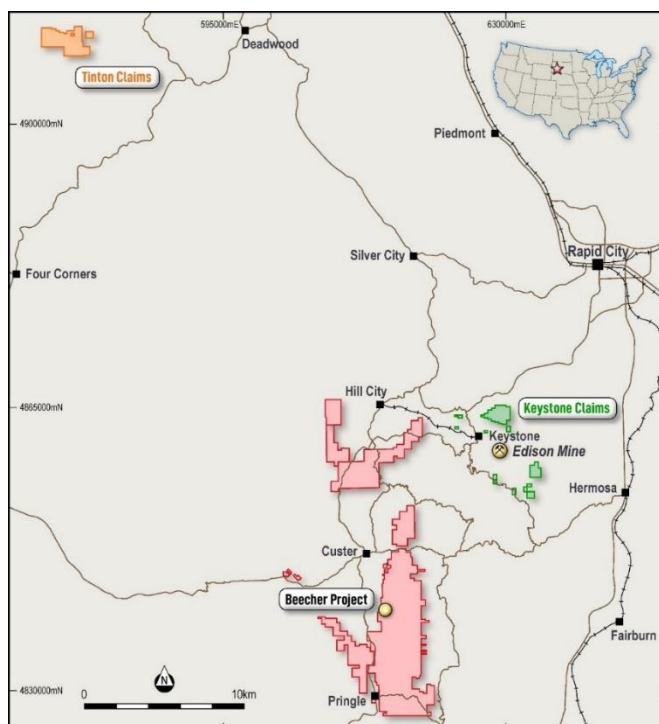 595000mE
630000mE
Deadwood
Tinton Claims
4900000mN
Piedmont
Silver City
Rapid City
Four Corners
Hill City
4865000mN
Keystone Claims
Keystone
Edison Mine
Hermosa
Custer
Beecher Project
Fairburn
4830000mN
N
Pringle
0
10km